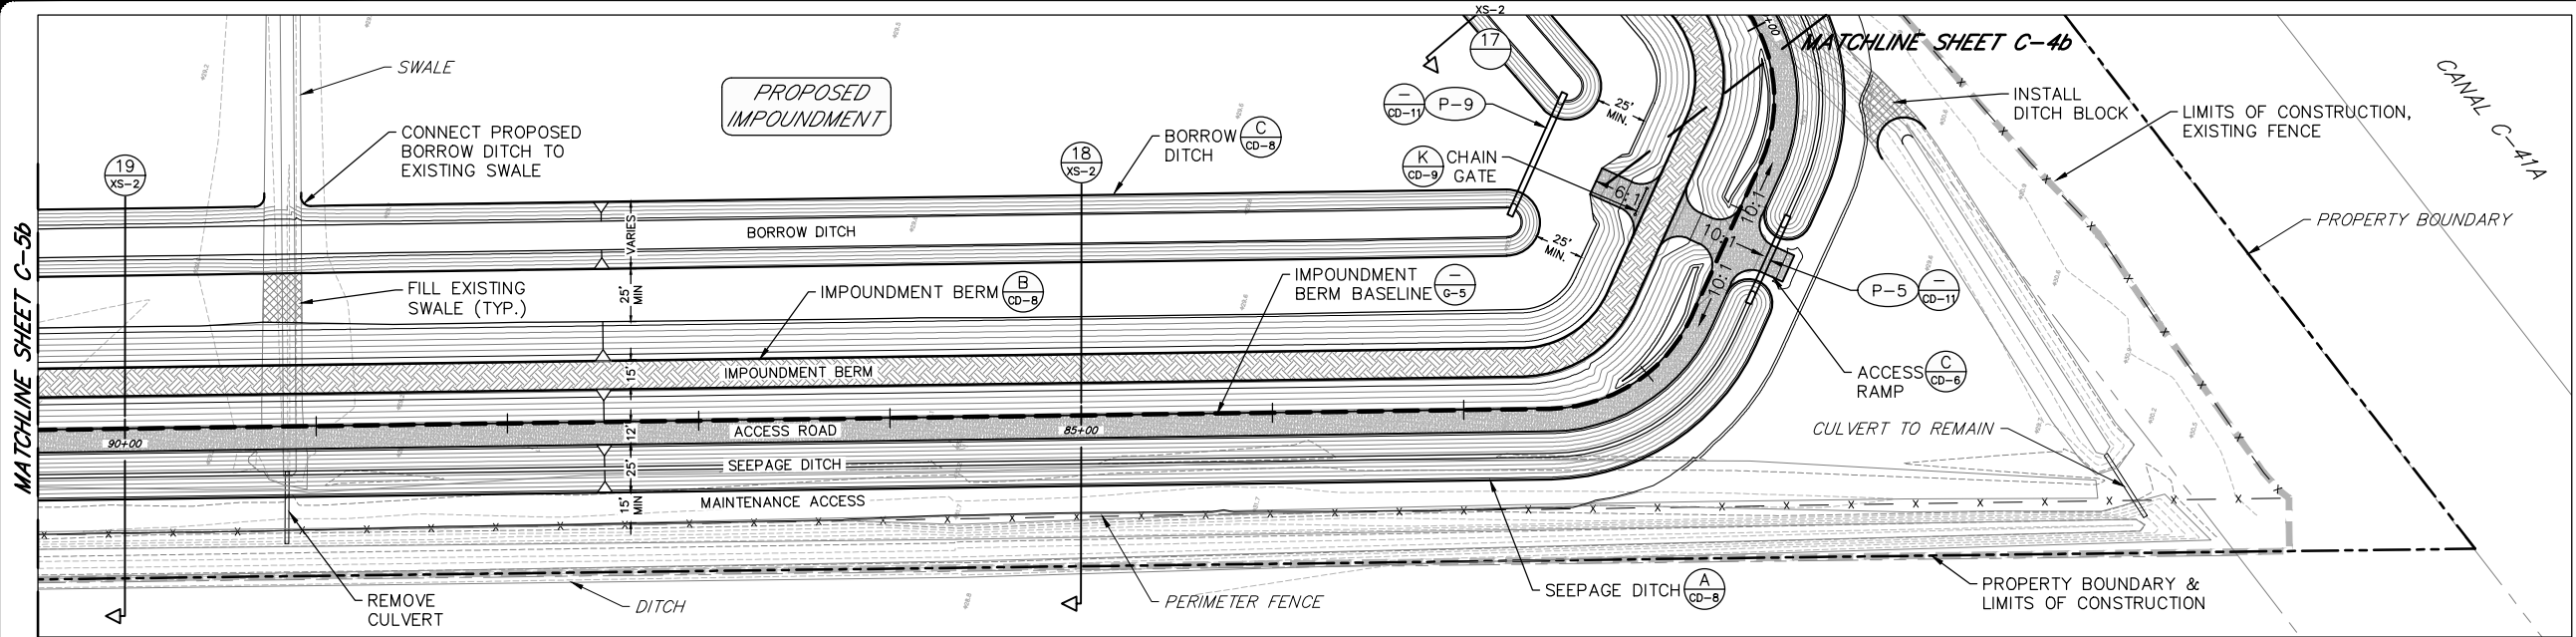 XS-2
17
MATCHLINE SHEET C-4b
CANAL C-41A
SWALE
PROPOSED
IMPOUNDMENT
–
CD-11
P-9
25'
MIN.
INSTALL
DITCH BLOCK
LIMITS OF CONSTRUCTION,
EXISTING FENCE
CONNECT PROPOSED
BORROW DITCH TO
EXISTING SWALE
BORROW
DITCH
C
CD-8
19
XS-2
18
XS-2
K
CD-9
CHAIN
GATE
6:1
10:1
PROPERTY BOUNDARY
MATCHLINE SHEET C-5b
VARIES
BORROW DITCH
25'
MIN.
10:1
10:1
FILL EXISTING
SWALE (TYP.)
25'
MIN
IMPOUNDMENT BERM
B
CD-8
IMPOUNDMENT
BERM BASELINE
–
G-5
P-5
–
CD-11
15'
IMPOUNDMENT BERM
ACCESS
RAMP
C
CD-6
90+00
12'
ACCESS ROAD
85+00
CULVERT TO REMAIN
25'
SEEPAGE DITCH
15'
MIN
MAINTENANCE ACCESS
REMOVE
CULVERT
DITCH
PERIMETER FENCE
SEEPAGE DITCH
A
CD-8
PROPERTY BOUNDARY &
LIMITS OF CONSTRUCTION